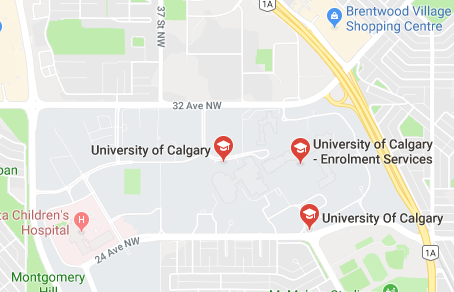 37 St NW
1A
Brentwood Village
Shopping Centre
32 Ave NW
University of Calgary
University of Calgary
- Enrolment Services
Children's
Hospital
H
University Of Calgary
24 Ave NW
1A
Montgomery
Hill